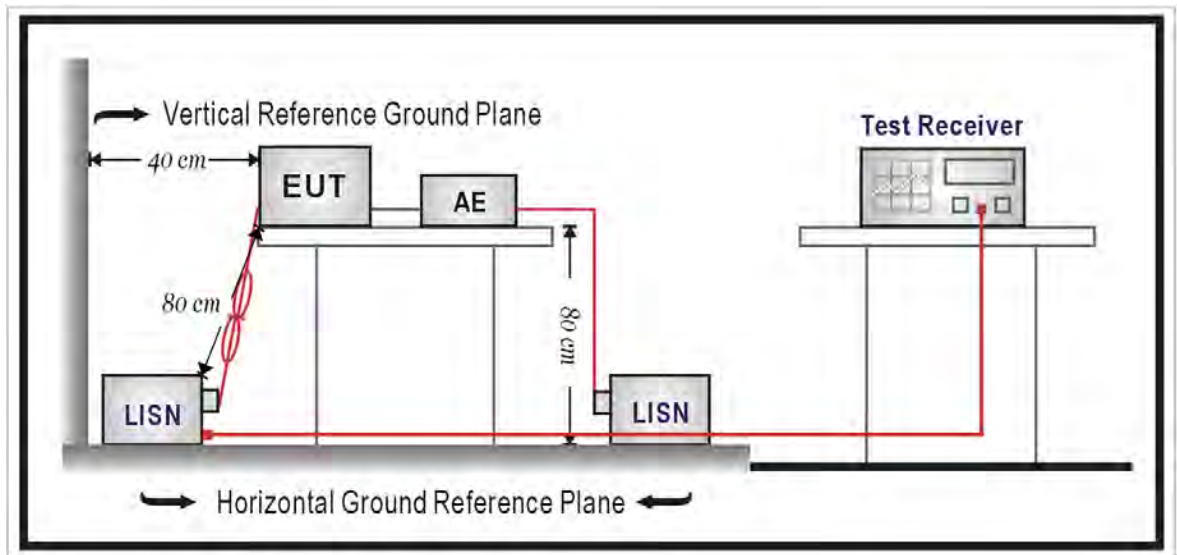 Vertical Reference Ground Plane
Test Receiver
40 cm
EUT
AE
80 cm
80 cm
LISN
LISN
Horizontal Ground Reference Plane